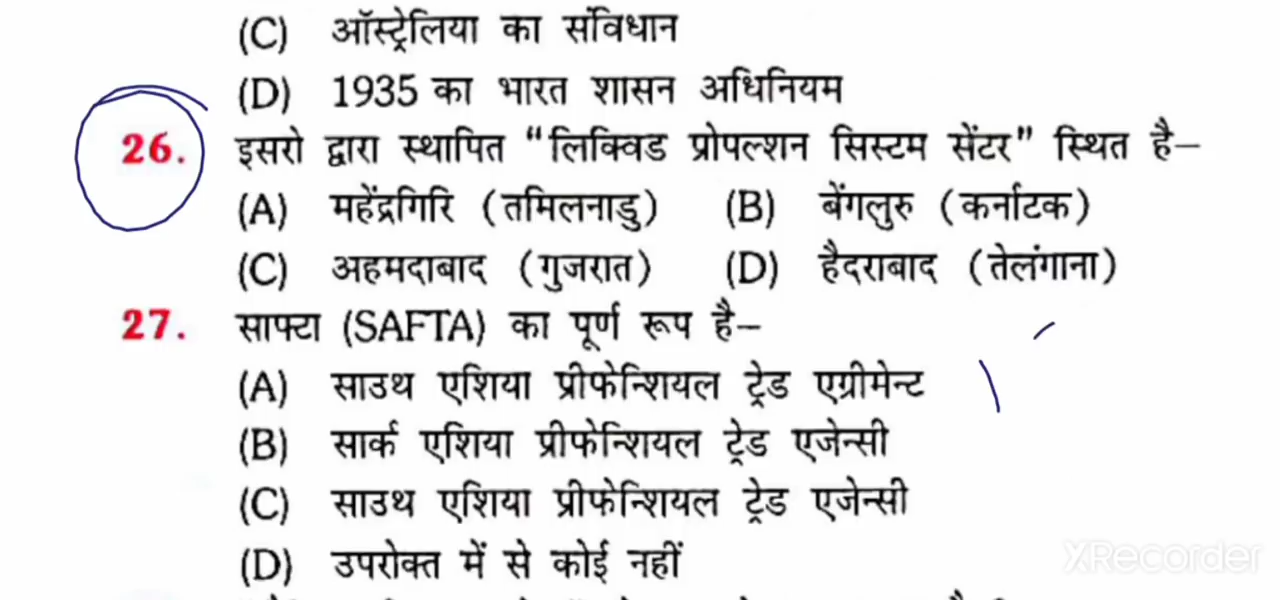 (C) ऑस्ट्रेलिया का संविधान
(D) 1935 का भारत शासन अधिनियम
26. इसरो द्वारा स्थापित “लिक्विड प्रोपल्शन सिस्टम सेंटर” स्थित है–
(A) महेंद्रगिरि (तमिलनाडु) (B) बेंगलुरु (कर्नाटक)
(C) अहमदाबाद (गुजरात) (D) हैदराबाद (तेलंगाना)
27. साफ्टा (SAFTA) का पूर्ण रूप है–
(A) साउथ एशिया प्रीफेन्शियल ट्रेड एग्रीमेन्ट
(B) सार्क एशिया प्रीफेन्शियल ट्रेड एजेन्सी
(C) साउथ एशिया प्रीफेन्शियल ट्रेड एजेन्सी
(D) उपरोक्त में से कोई नहीं
XRecorder